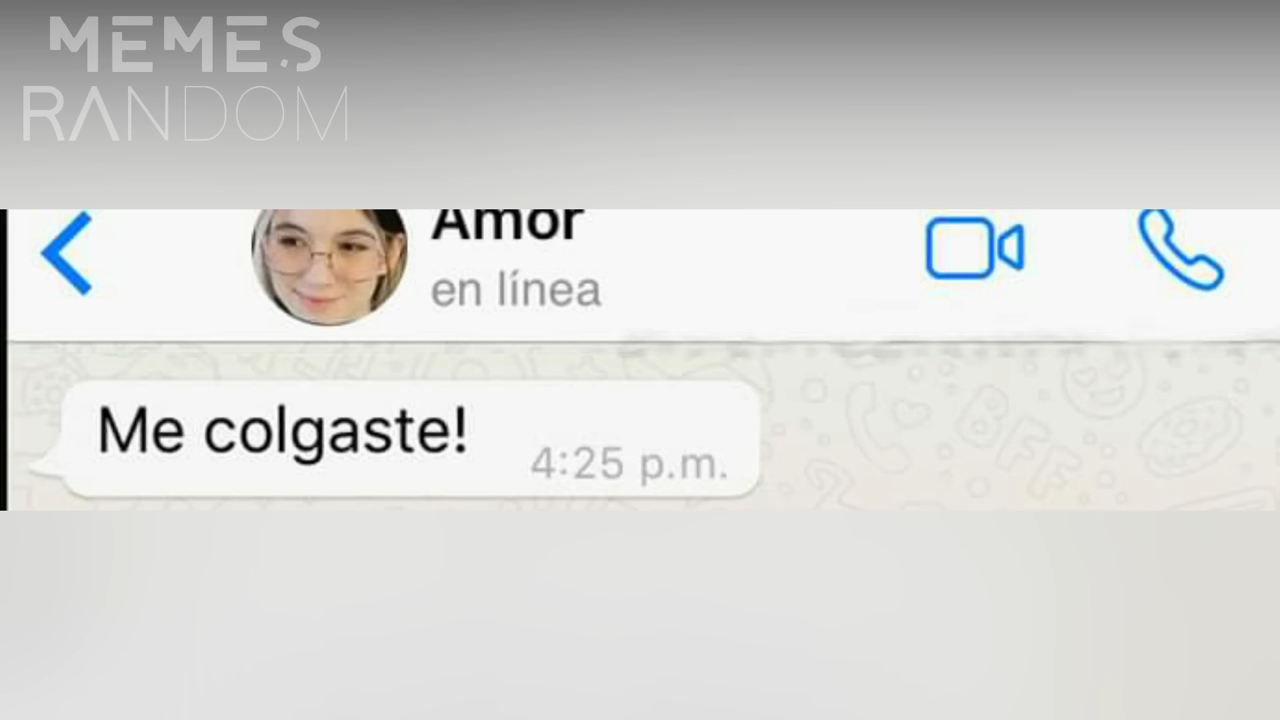 MEMES
RANDOM
Amor
en línea
Me colgaste!
4:25 p.m.